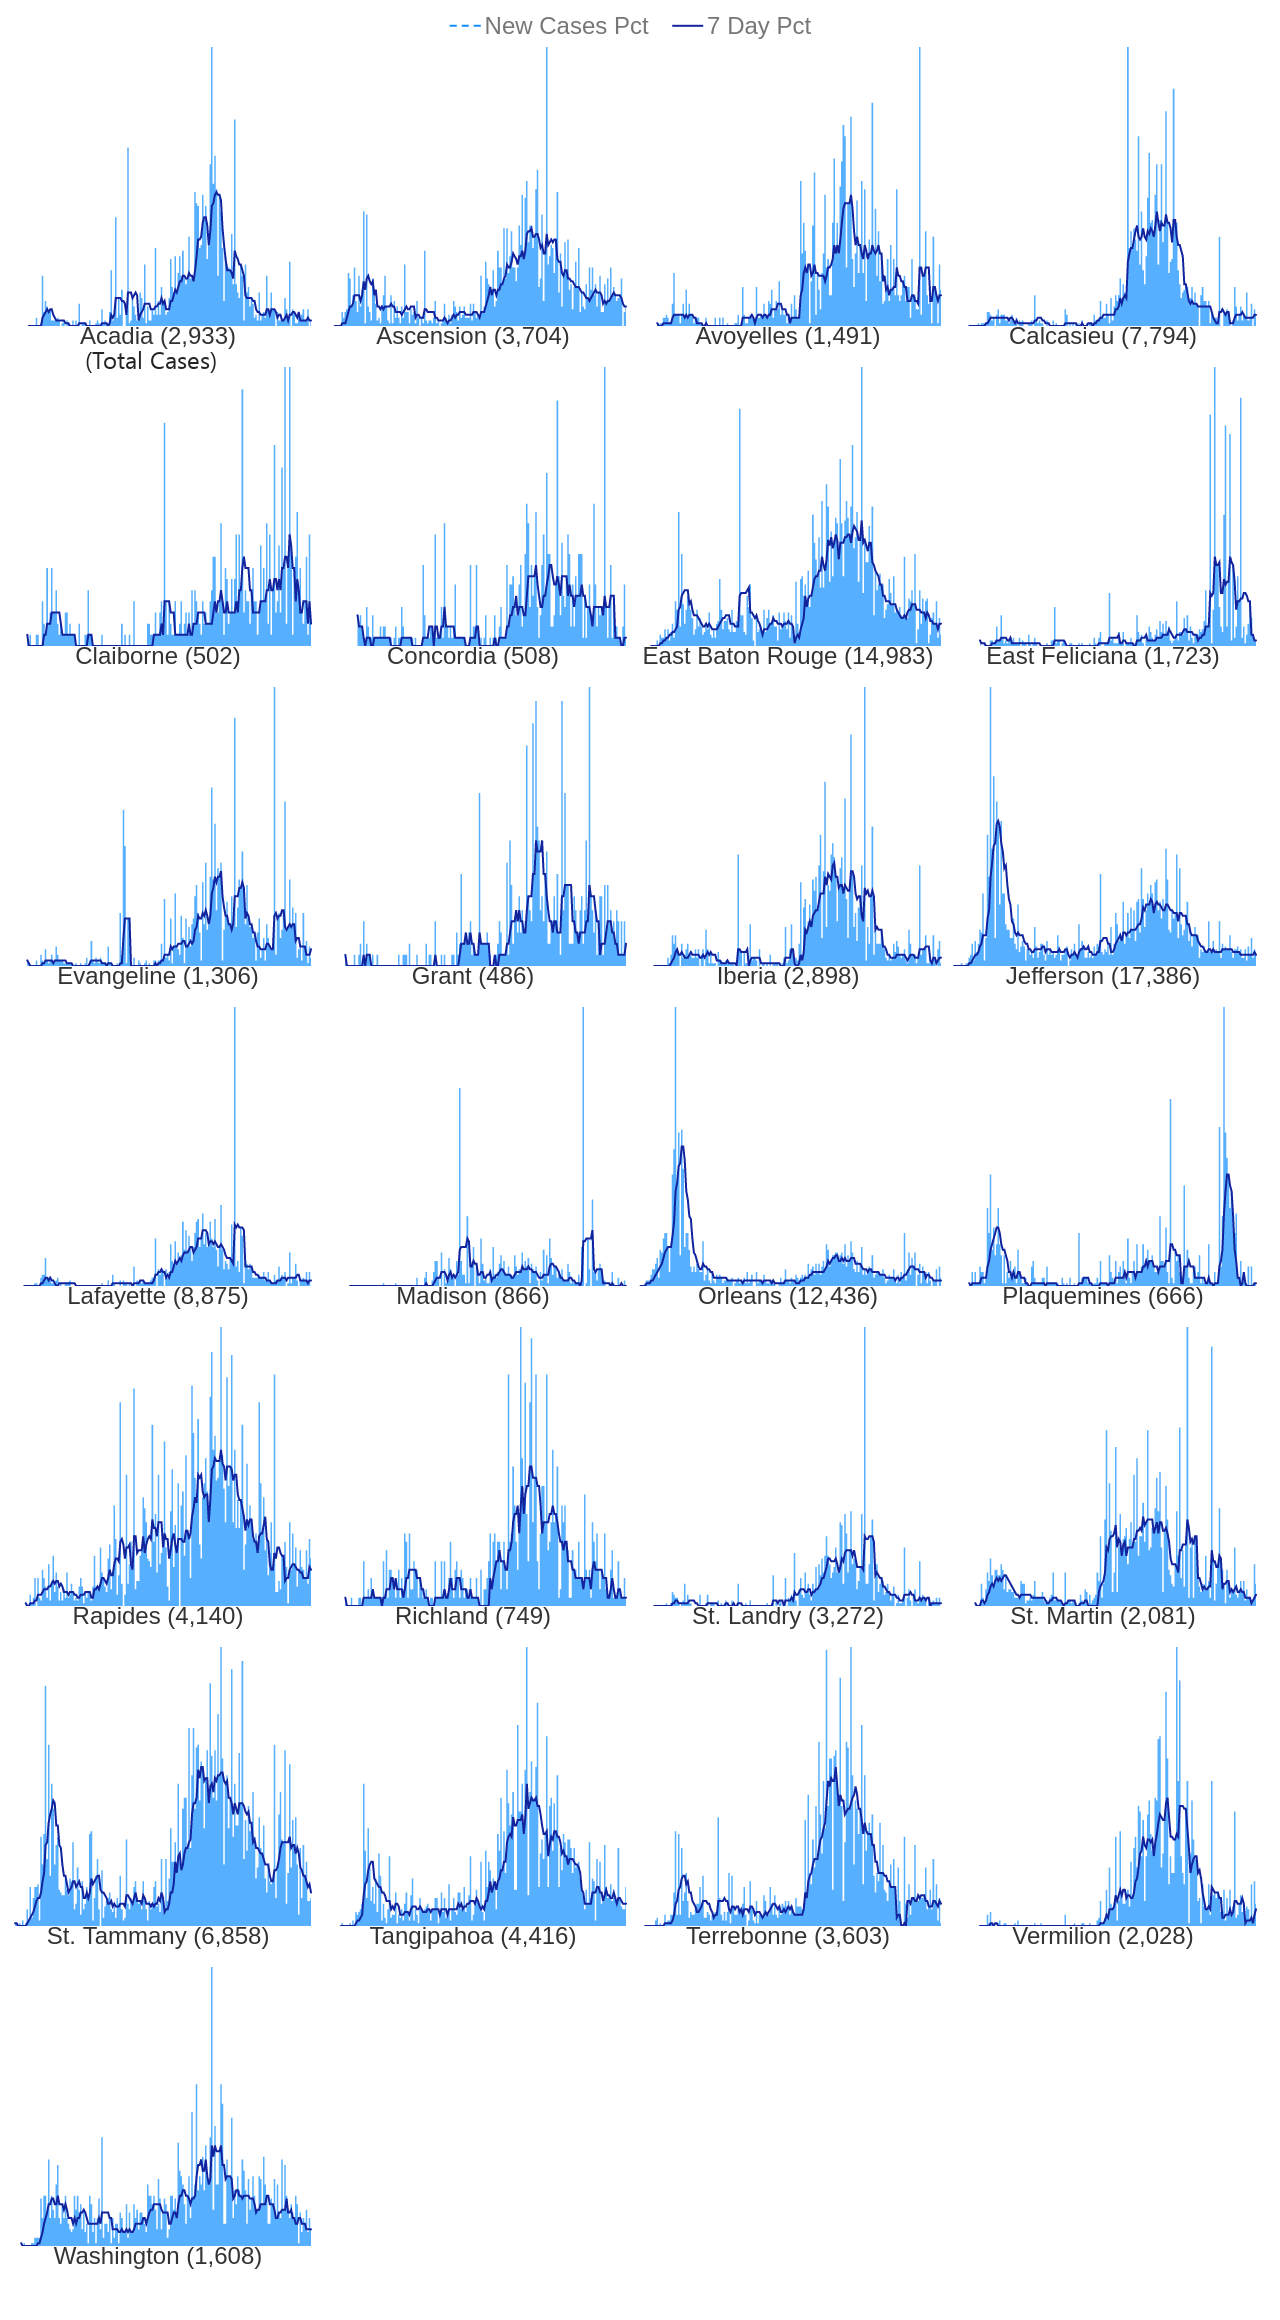 New Cases Pct 7 Day Pct
Acadia (2,933) Ascension (3,704) Avoyelles (1,491) Calcasieu (7,794)
(Total Cases)
Claiborne (502) Concordia (508) East Baton Rouge (14,983) East Feliciana (1,723)
Evangeline (1,306) Grant (486) Iberia (2,898) Jefferson (17,386)
Lafayette (8,875) Madison (866) Orleans (12,436) Plaquemines (666)
Rapides (4,140) Richland (749) St. Landry (3,272) St. Martin (2,081)
St. Tammany (6,858) Tangipahoa (4,416) Terrebonne (3,603) Vermilion (2,028)
Washington (1,608)